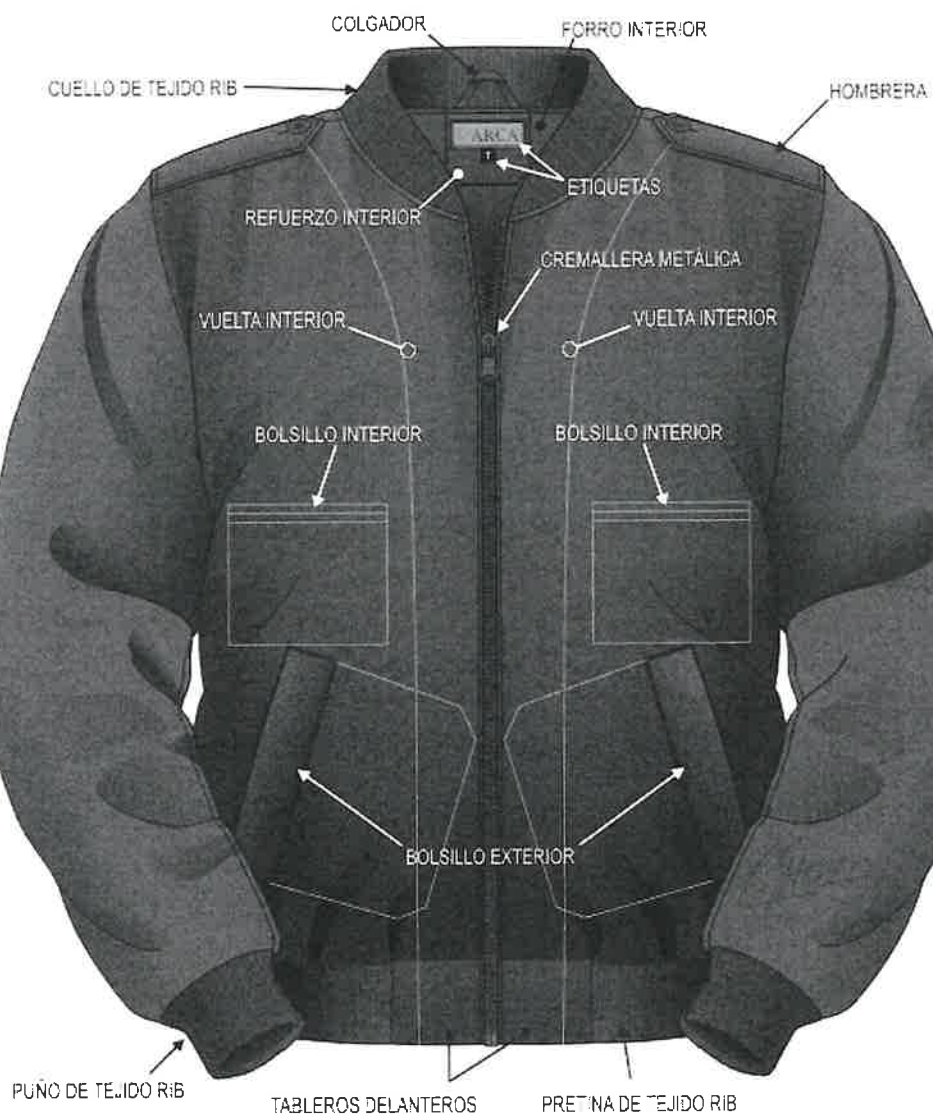 COLGADOR
FORRO INTERIOR
CUELLO DE TEJIDO RIB
HOMBRERA
ARCA
T
ETIQUETAS
REFUERZO INTERIOR
CREMALLERA METÁLICA
VUELTA INTERIOR
VUELTA INTERIOR
BOLSILLO INTERIOR
BOLSILLO INTERIOR
BOLSILLO EXTERIOR
PUÑO DE TEJIDO RIB
TABLEROS DELANTEROS
PRETINA DE TEJIDO RIB